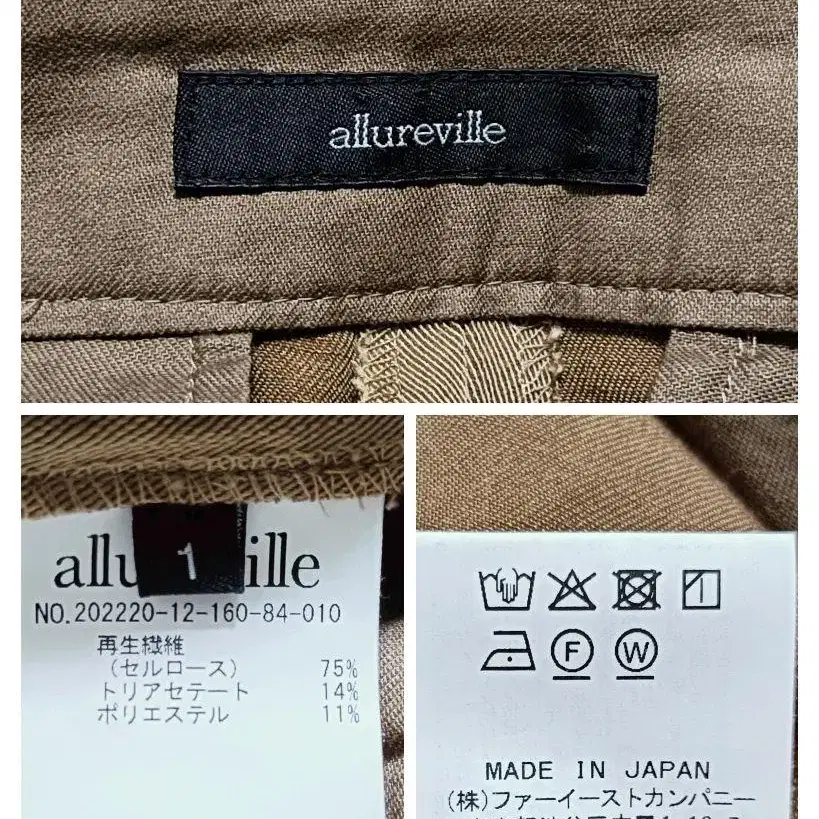 allureville
1
allu ille
NO.202220-12-160-84-010
再生繊維
(セルロース) 75%
トリアセテート 14%
ポリエステル 11%
F W
MADE IN JAPAN
(株)ファーイーストカンパニー